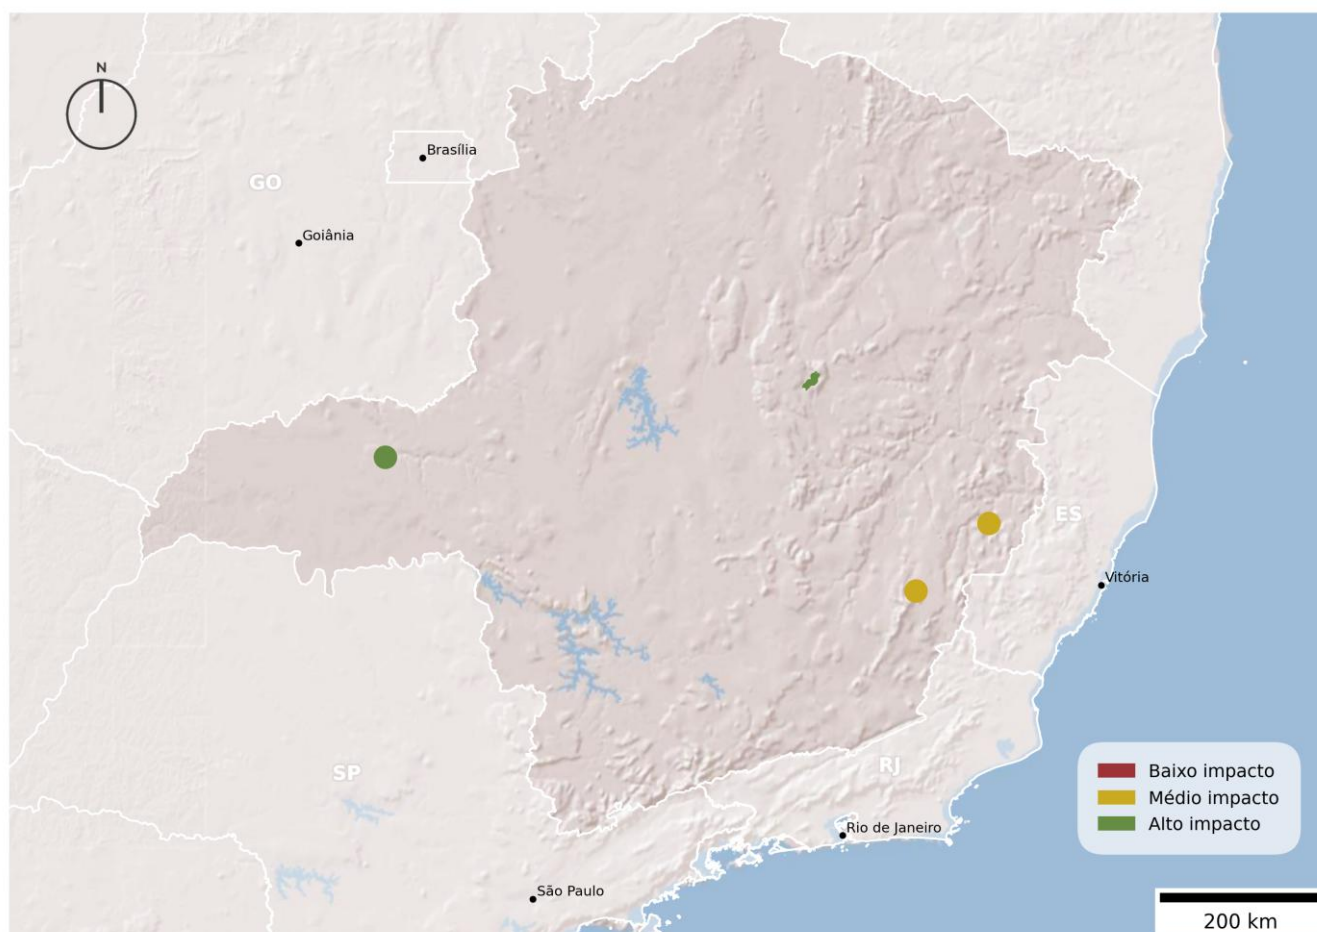 N
Brasília
GO
Goiânia
ES
Vitória
RJ
SP
Baixo impacto
Médio impacto
Alto impacto
Rio de Janeiro
São Paulo
200 km